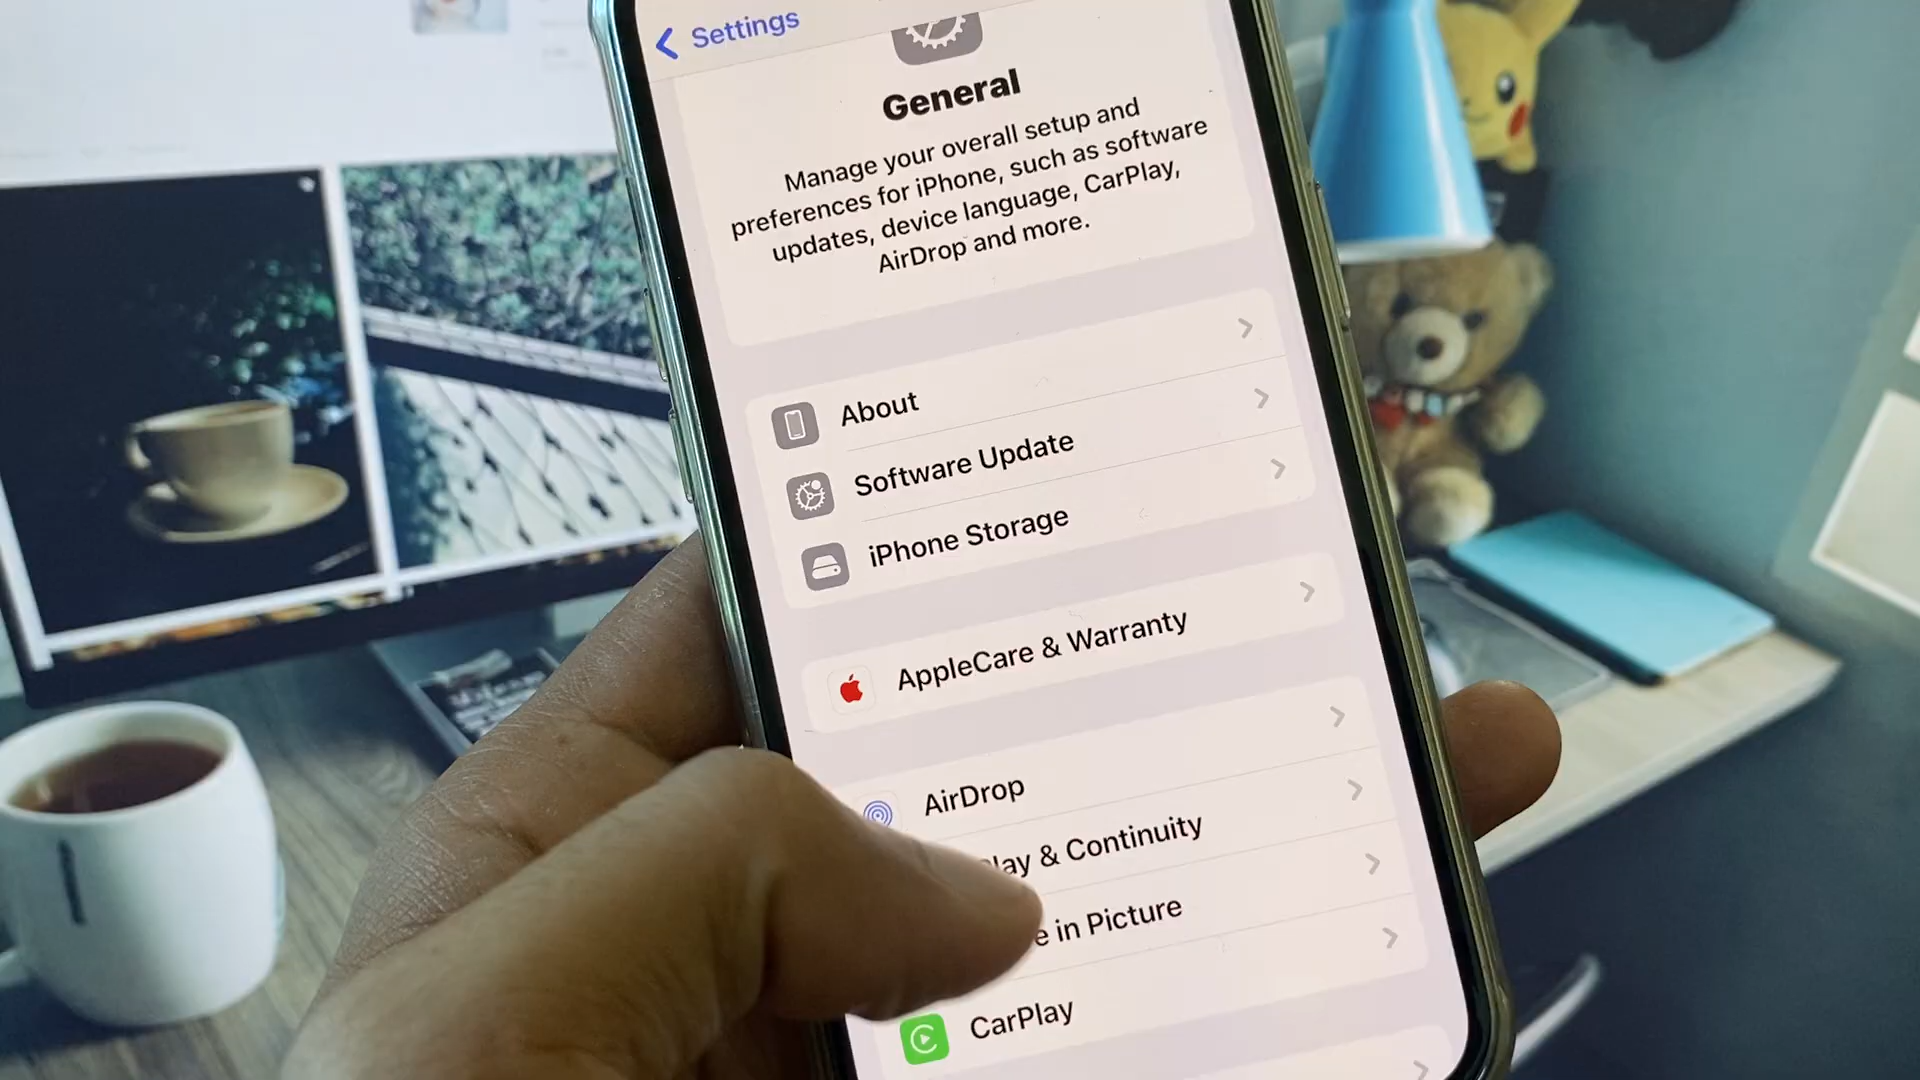 Settings
General
Manage your overall setup and
preferences for iPhone, such as software
updates, device language, CarPlay,
AirDrop and more.
About
Software Update
iPhone Storage
AppleCare & Warranty
AirDrop
lay & Continuity
e in Picture
CarPlay